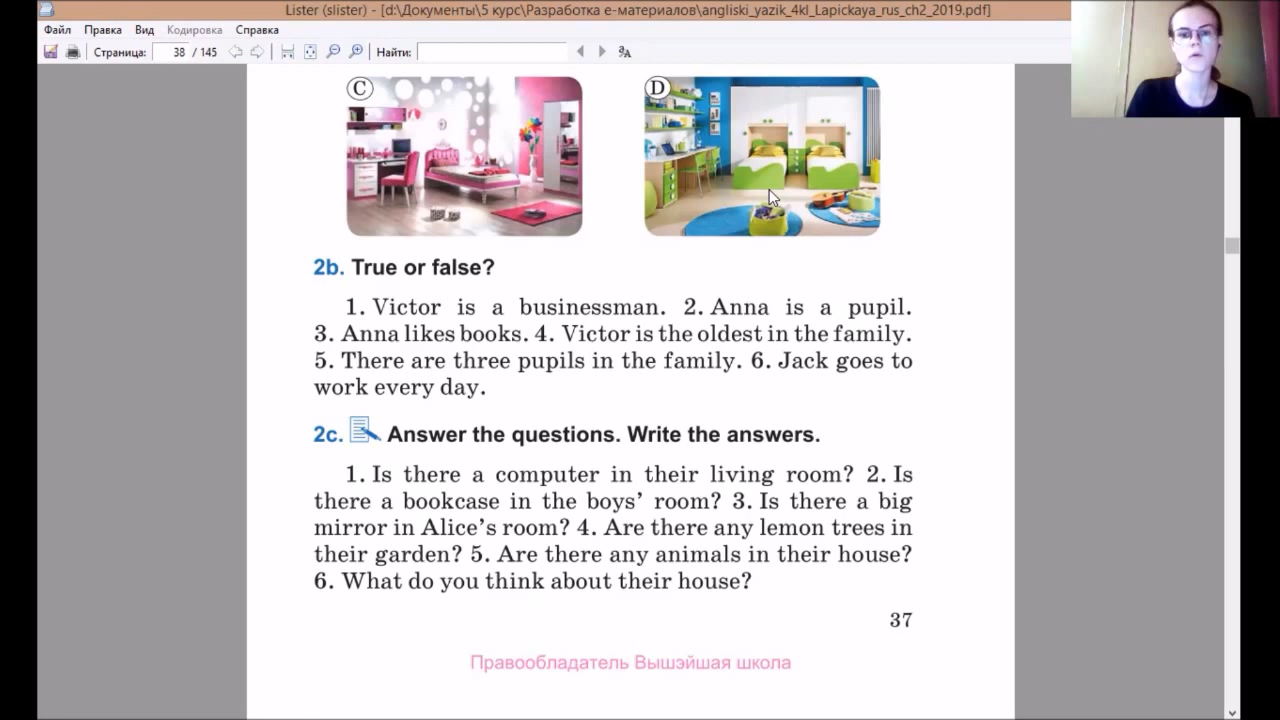 Lister (slister) - [d:\Документы\5 курс\Разработка е-материалов\angliski_yazik_4kl_Lapickaya_rus_ch2_2019.pdf]
Файл Правка Вид Кодировка Справка
Страница: 38 / 145 Найти:
C D
2b. True or false?
1. Victor is a businessman. 2. Anna is a pupil.
3. Anna likes books. 4. Victor is the oldest in the family.
5. There are three pupils in the family. 6. Jack goes to
work every day.
2c. Answer the questions. Write the answers.
1. Is there a computer in their living room? 2. Is
there a bookcase in the boys’ room? 3. Is there a big
mirror in Alice’s room? 4. Are there any lemon trees in
their garden? 5. Are there any animals in their house?
6. What do you think about their house?
37
Правообладатель Вышэйшая школа